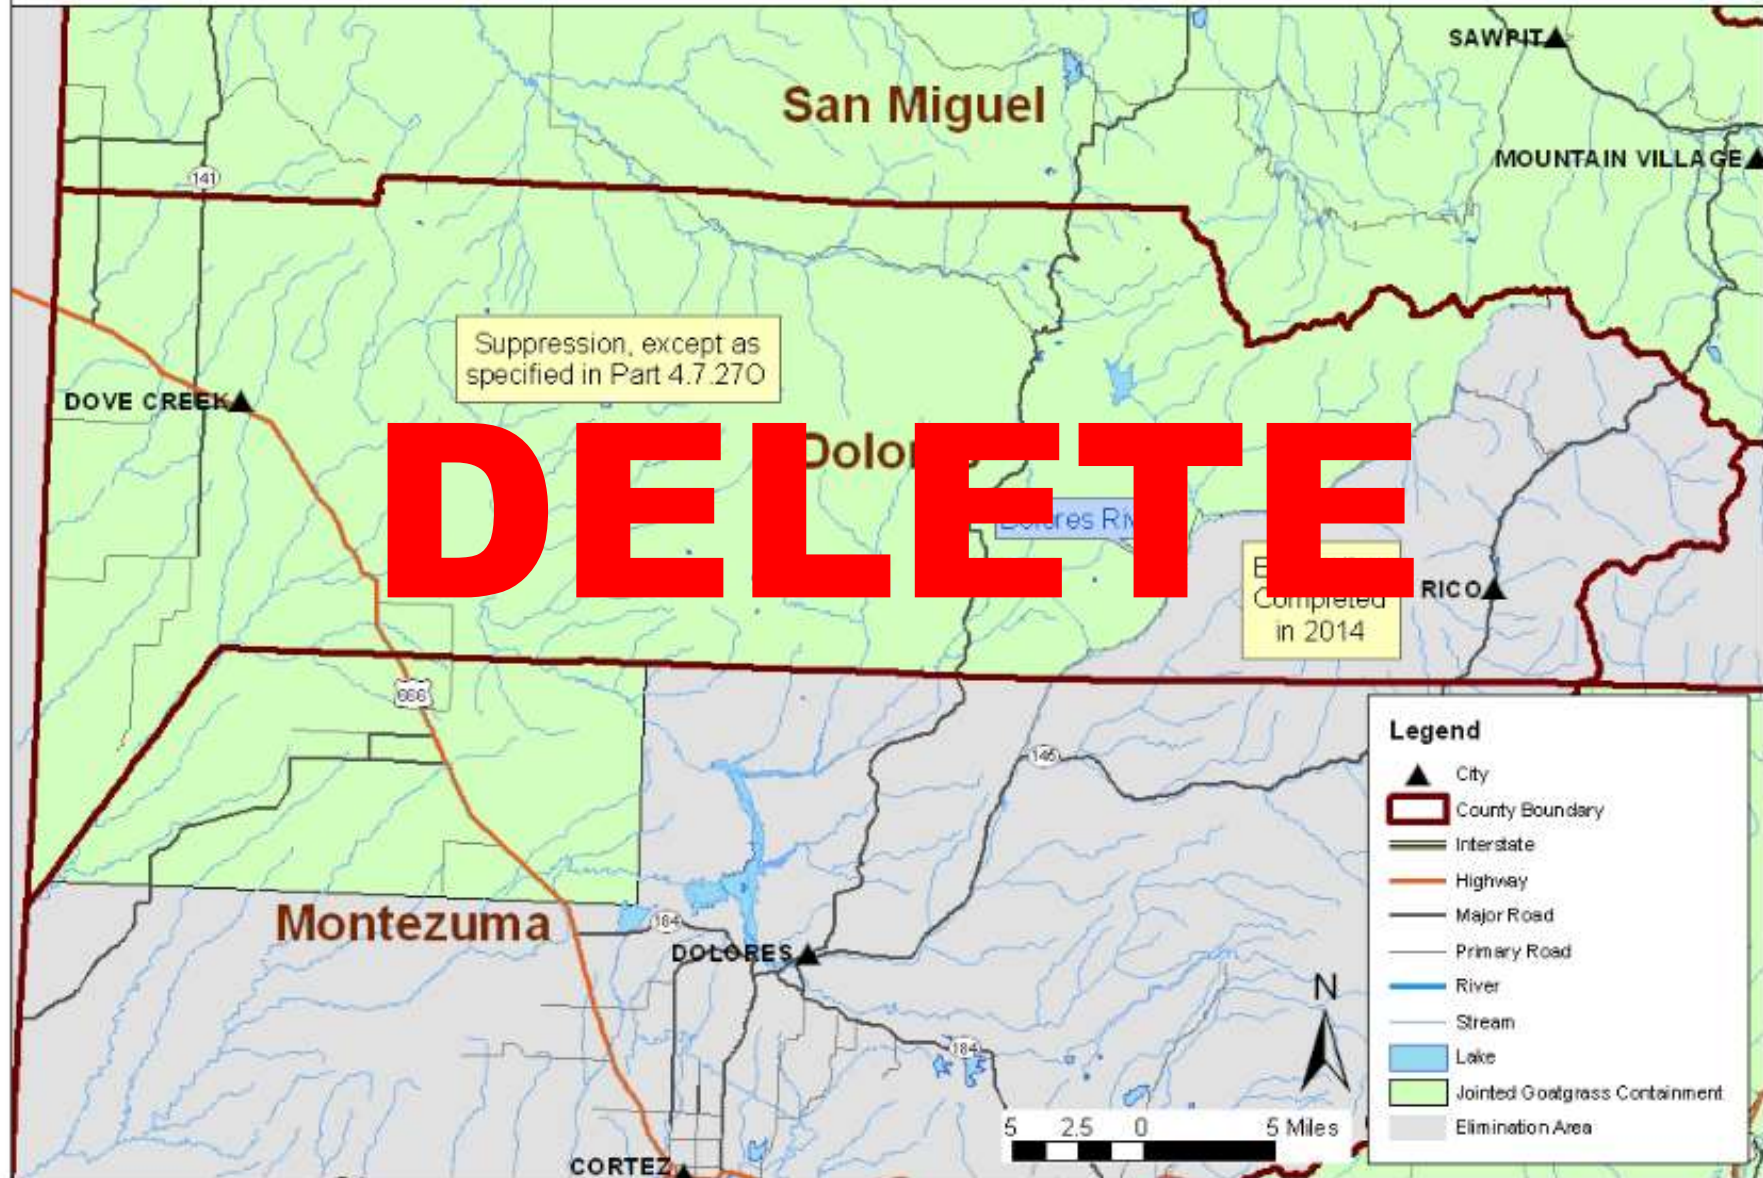 SAWPIT
San Miguel
MOUNTAIN VILLAGE
141
Suppression, except as
specified in Part 4.7.27O
DOVE CREEK
DELETE
RICO
Completed
in 2014
666
Legend
City
County Boundary
Interstate
Highway
Major Road
Primary Road
River
Stream
Lake
Jointed Goatgrass Containment
Elimination Area
145
Montezuma
184
DOLORES
N
184
5 2.5 0 5 Miles
CORTEZ